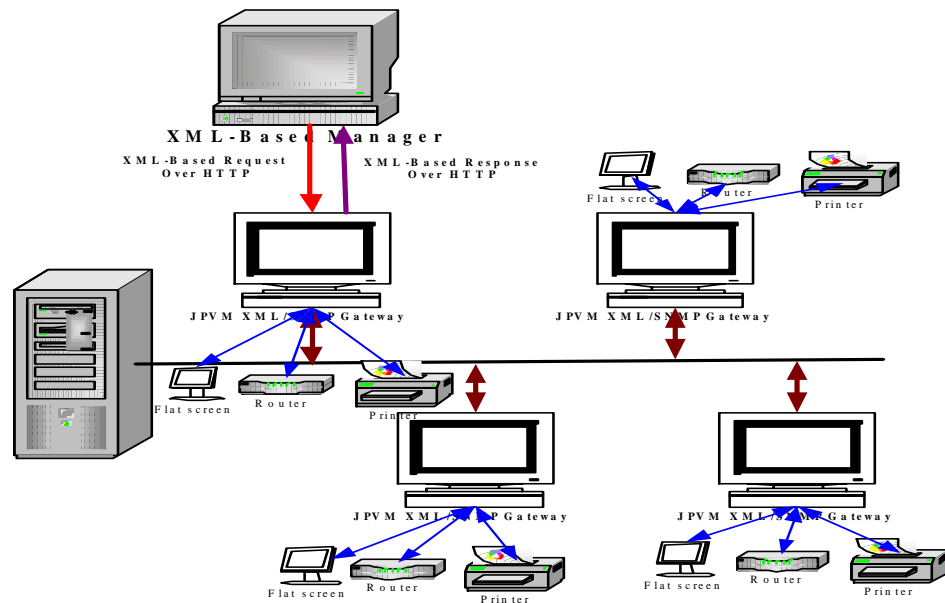 XML-Based Manager
XML-Based Request
Over HTTP
XML-Based Response
Over HTTP
Flat screen
Router
Printer
JPVM XML/SNMP Gateway
JPVM XML/SNMP Gateway
Flat screen
Router
Printer
JPVM XML/SNMP Gateway
JPVM XML/SNMP Gateway
Flat screen
Router
Printer
Flat screen
Router
Printer